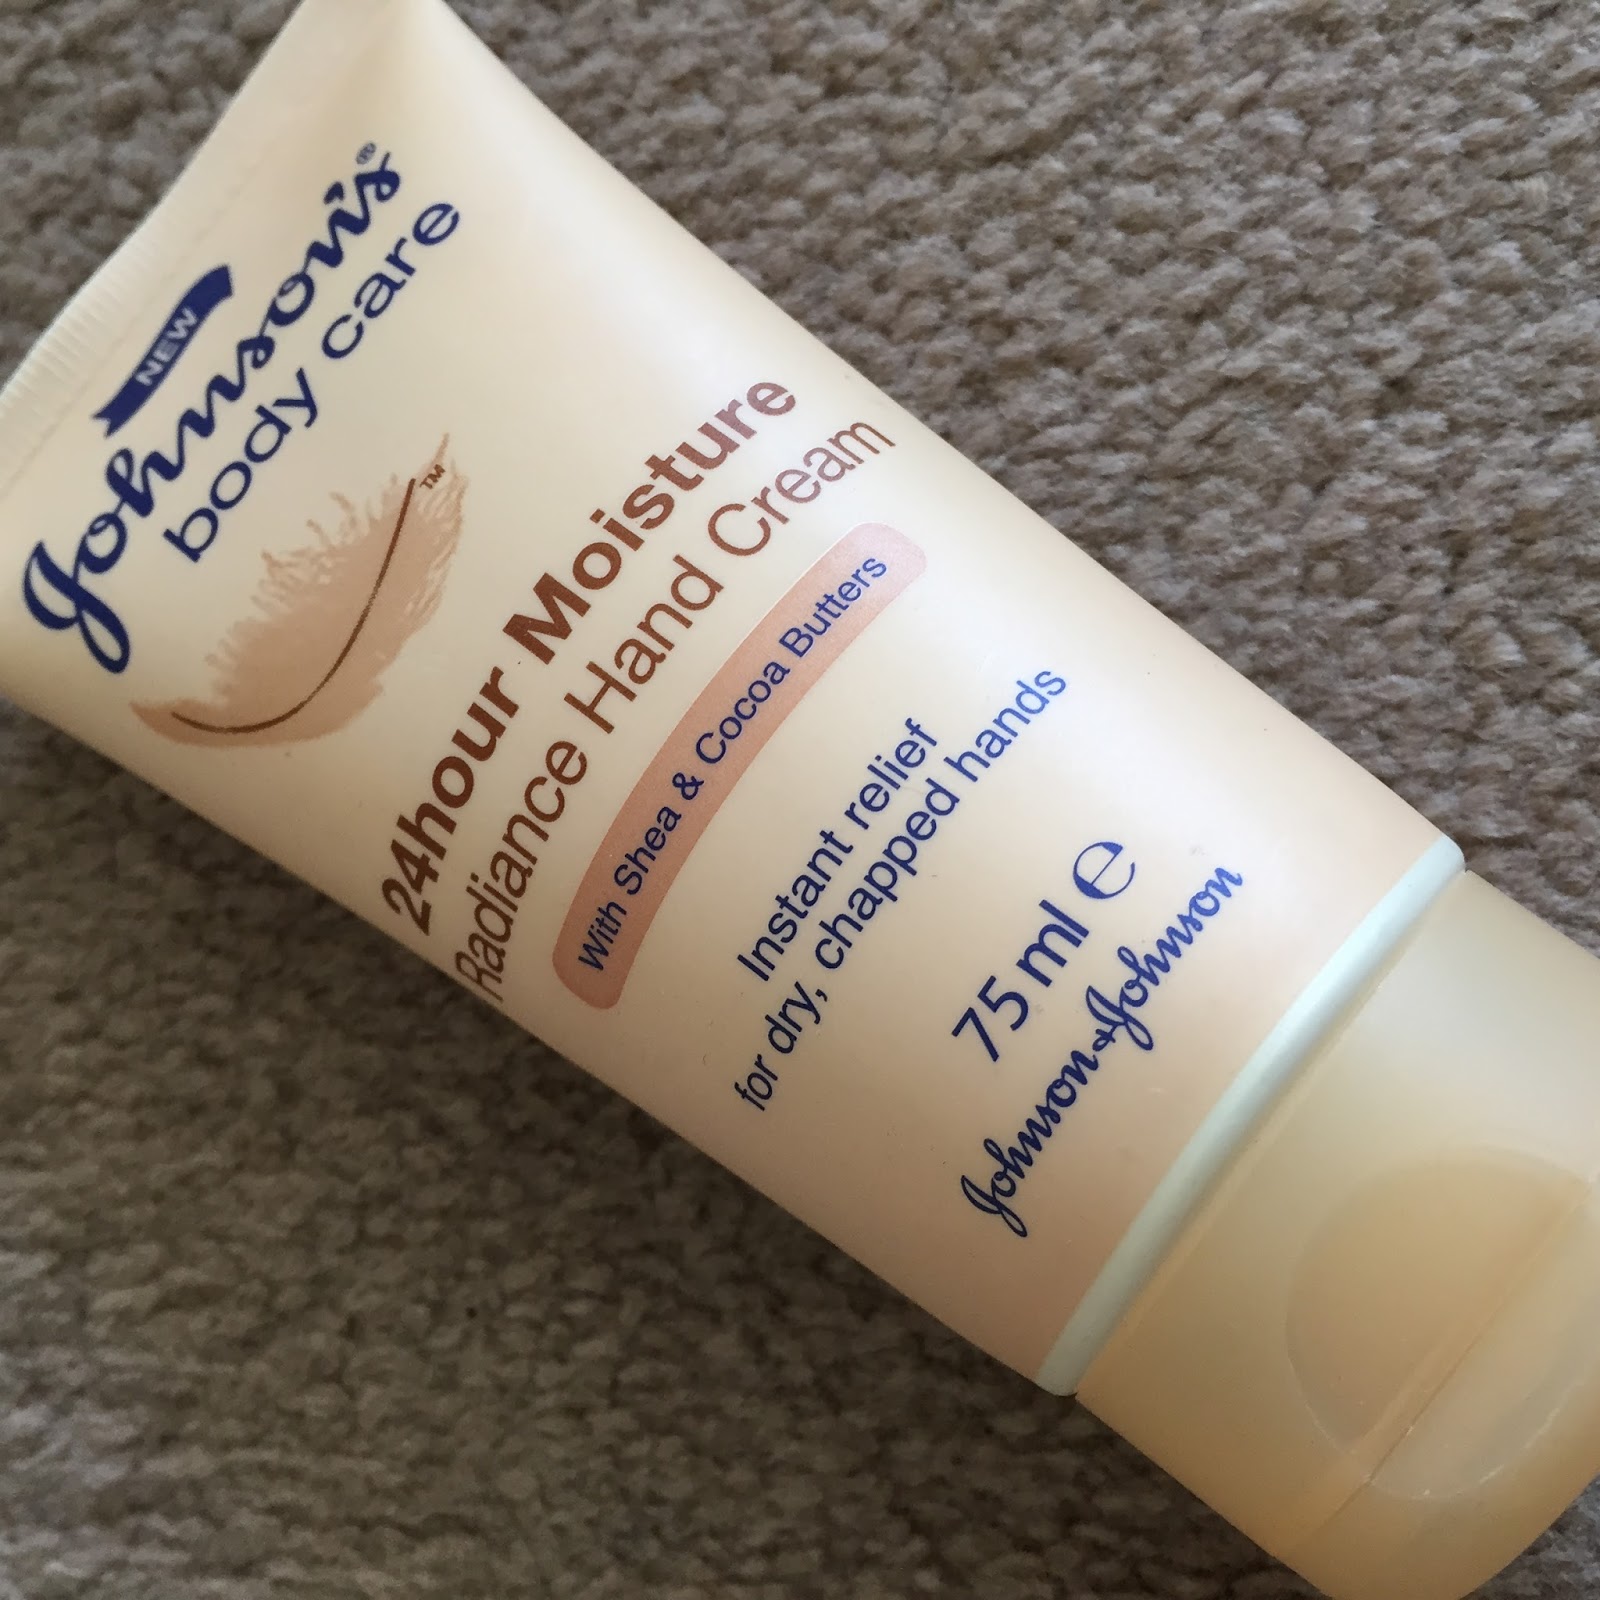 NEW
Johnson's®
body care
™
24hour Moisture
Radiance Hand Cream
With Shea & Cocoa Butters
Instant relief
for dry, chapped hands
75 ml e
Johnson & Johnson